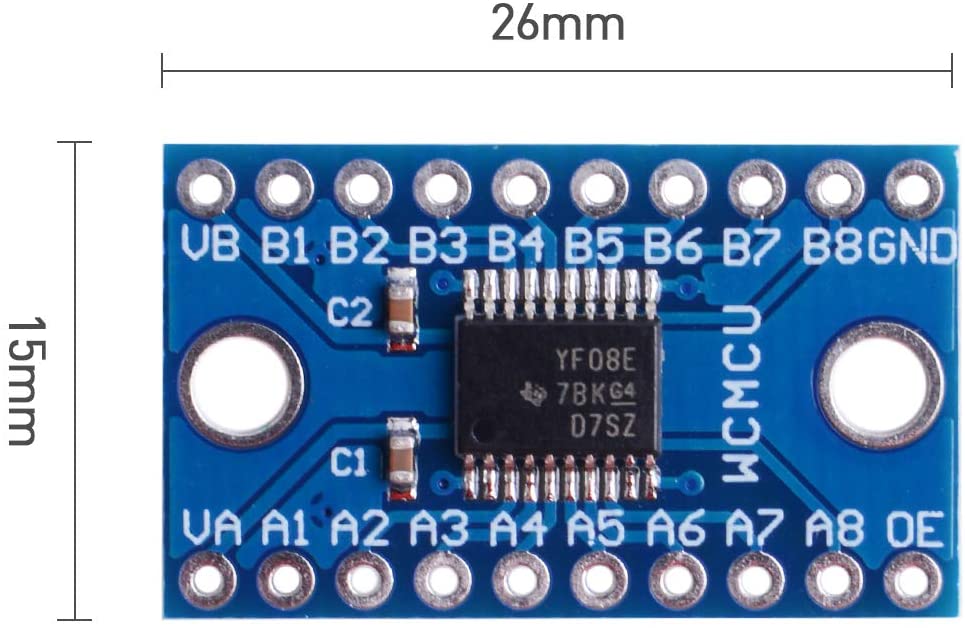 26mm
15mm
VB B1 B2 B3 B4 B5 B6 B7 B8 GND
C2
YF08E
7BK G4
D7SZ
WCMCU
C1
VA A1 A2 A3 A4 A5 A6 A7 A8 OE